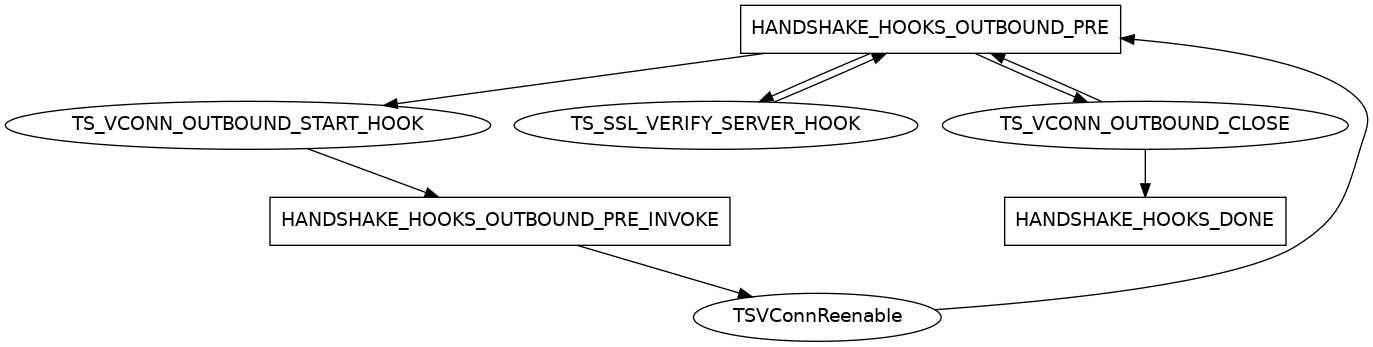 HANDSHAKE_HOOKS_OUTBOUND_PRE
TS_VCONN_OUTBOUND_START_HOOK
TS_SSL_VERIFY_SERVER_HOOK
TS_VCONN_OUTBOUND_CLOSE
HANDSHAKE_HOOKS_OUTBOUND_PRE_INVOKE
HANDSHAKE_HOOKS_DONE
TSVConnReenable